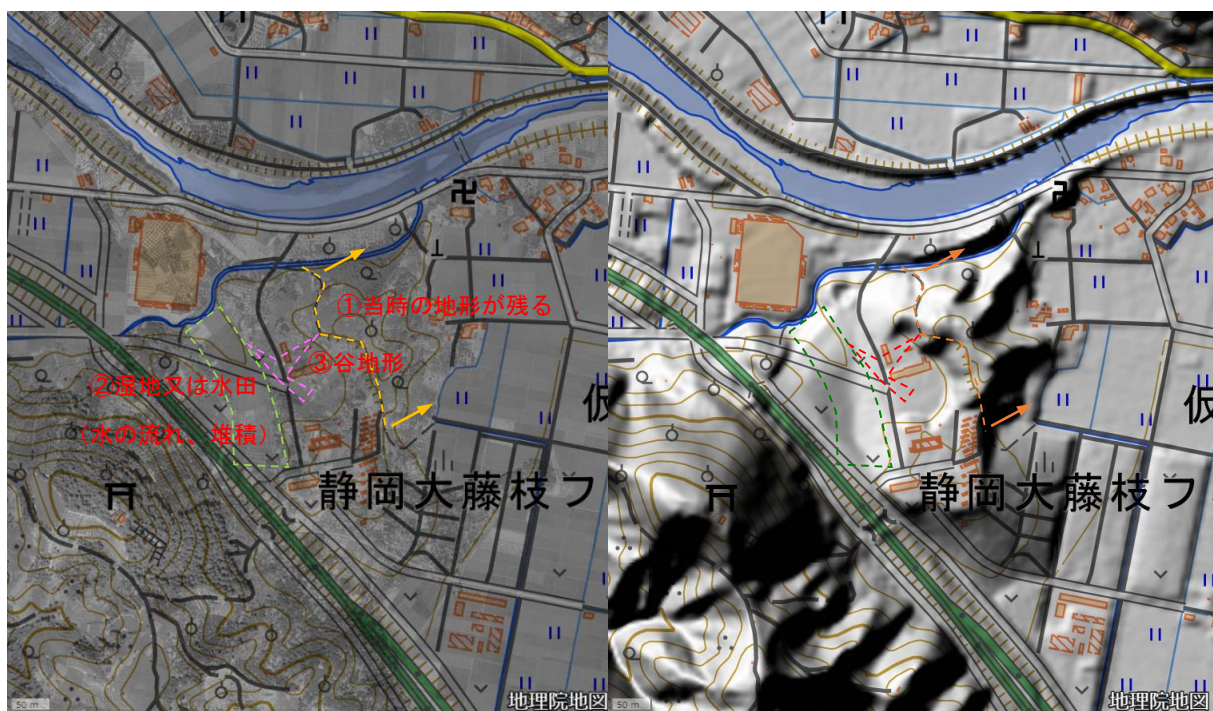 ①当時の地形が残る
③谷地形
②湿地又は水田
(水の流れ、堆積)
仮
静岡大藤枝フ
50 m
地理院地図
仮
静岡大藤枝フ
50 m
地理院地図